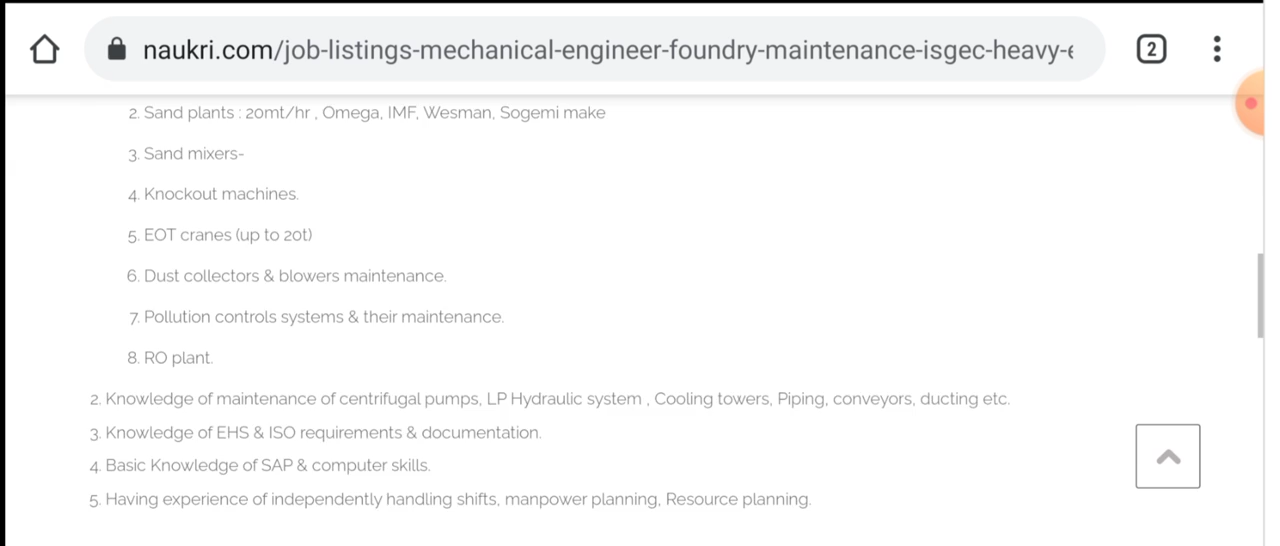 naukri.com/job-listings-mechanical-engineer-foundry-maintenance-isgec-heavy-e
2
2. Sand plants : 20mt/hr , Omega, IMF, Wesman, Sogemi make
3. Sand mixers-
4. Knockout machines.
5. EOT cranes (up to 20t)
6. Dust collectors & blowers maintenance.
7. Pollution controls systems & their maintenance.
8. RO plant.
2. Knowledge of maintenance of centrifugal pumps, LP Hydraulic system , Cooling towers, Piping, conveyors, ducting etc.
3. Knowledge of EHS & ISO requirements & documentation.
4. Basic Knowledge of SAP & computer skills.
5. Having experience of independently handling shifts, manpower planning, Resource planning.